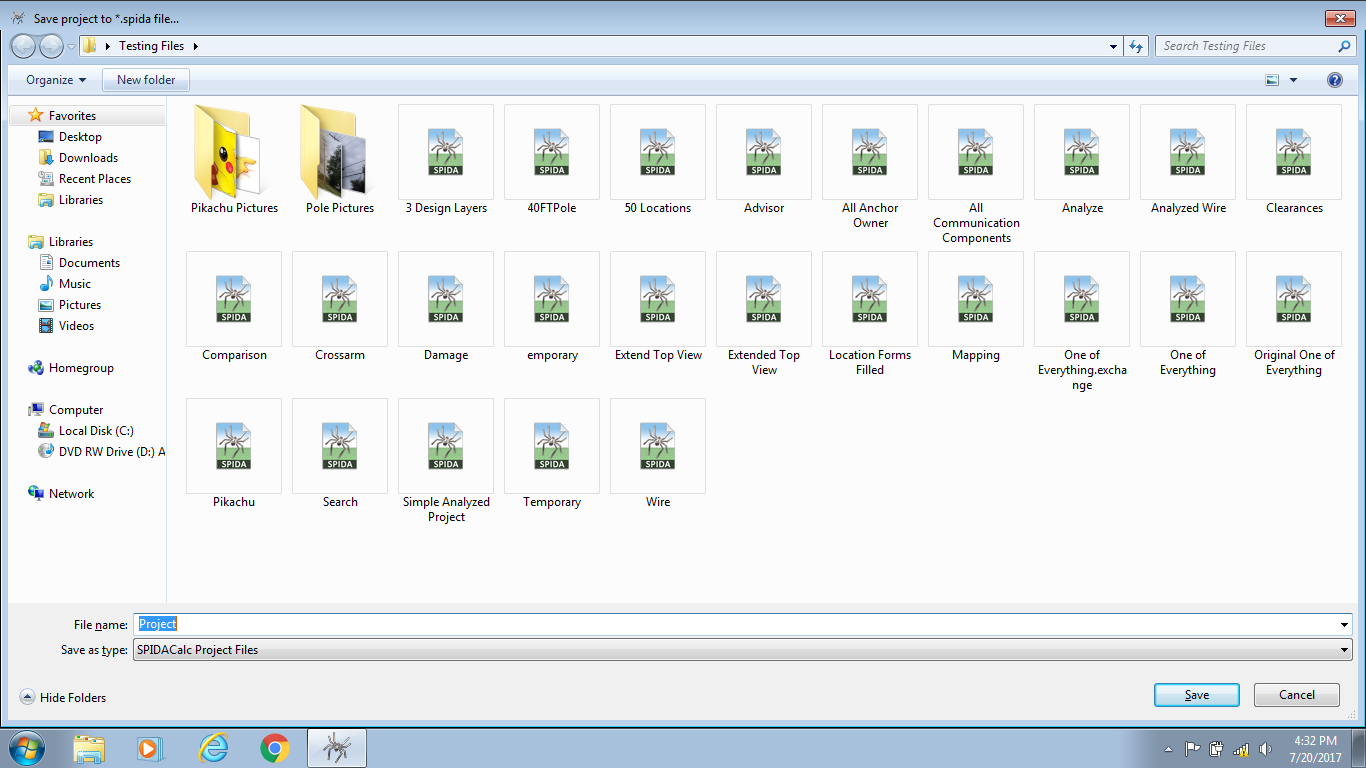 Save project to *.spida file...
Testing Files
Search Testing Files
Organize
New folder
Favorites
Desktop
Downloads
Recent Places
Libraries
Libraries
Documents
Music
Pictures
Videos
Homegroup
Computer
Local Disk (C:)
DVD RW Drive (D:) A
Network
Pikachu Pictures
Pole Pictures
SPIDA
3 Design Layers
SPIDA
40FTPole
SPIDA
50 Locations
SPIDA
Advisor
SPIDA
All Anchor
Owner
SPIDA
All
Communication
Components
SPIDA
Analyze
SPIDA
Analyzed Wire
SPIDA
Clearances
SPIDA
Comparison
SPIDA
Crossarm
SPIDA
Damage
SPIDA
emporary
SPIDA
Extend Top View
SPIDA
Extended Top
View
SPIDA
Location Forms
Filled
SPIDA
Mapping
SPIDA
One of
Everything.excha
nge
SPIDA
One of
Everything
SPIDA
Original One of
Everything
SPIDA
Pikachu
SPIDA
Search
SPIDA
Simple Analyzed
Project
SPIDA
Temporary
SPIDA
Wire
File name: Project
Save as type: SPIDACalc Project Files
Hide Folders
Save
Cancel
4:32 PM
7/20/2017